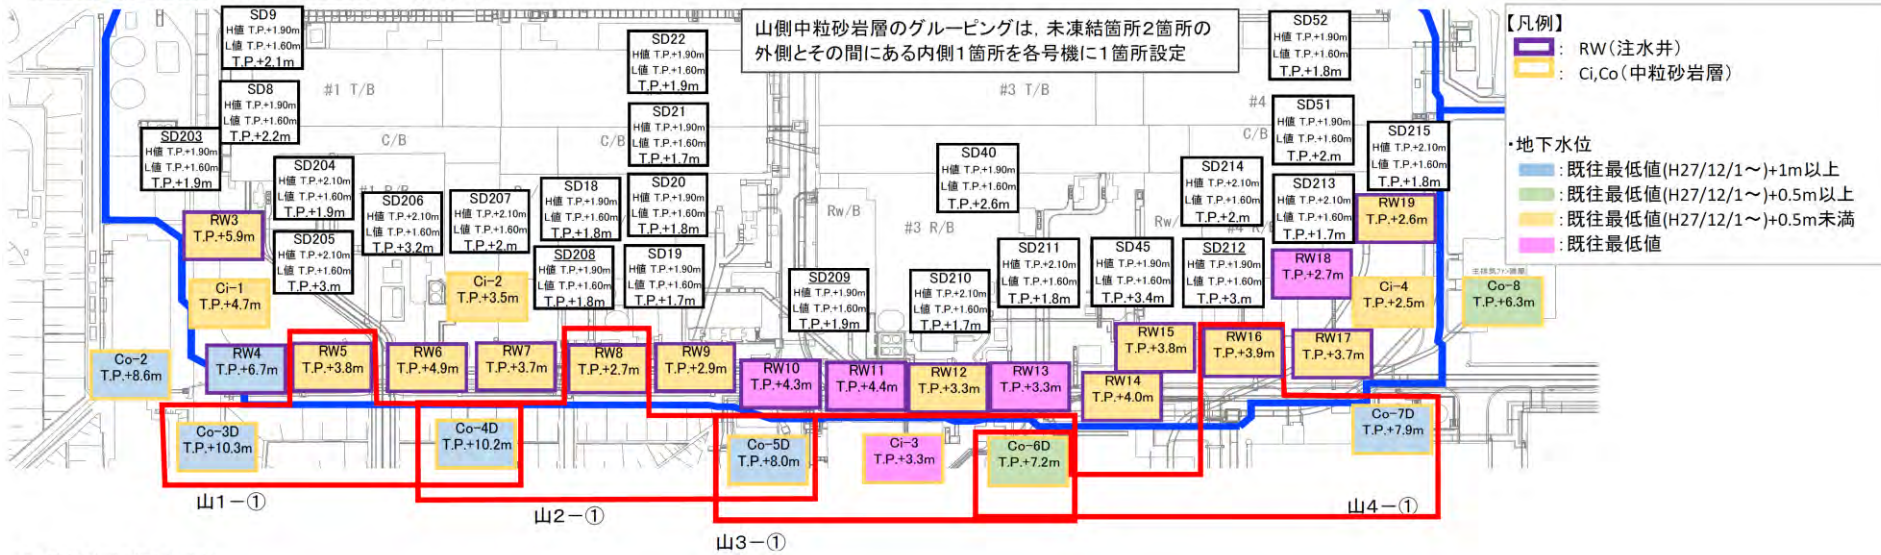 山側中粒砂岩層のグルーピングは, 未凍結箇所2箇所の
外側とその間にある内側1箇所を各号機に1箇所設定
【凡例】
: RW(注水井)
: Ci,Co(中粒砂岩層)
・地下水位
:既往最低値(H27/12/1～)+1m以上
:既往最低値(H27/12/1～)+0.5m以上
:既往最低値(H27/12/1～)+0.5m未満
:既往最低値
SD9
H値 T.P.+1.90m
L値 T.P.+1.60m
T.P.+2.1m
SD8
H値 T.P.+1.90m
L値 T.P.+1.60m
T.P.+2.2m
SD203
H値 T.P.+1.90m
L値 T.P.+1.60m
T.P.+1.9m
SD204
H値 T.P.+2.10m
L値 T.P.+1.60m
T.P.+1.9m
SD205
H値 T.P.+2.10m
L値 T.P.+1.60m
T.P.+3.m
SD206
H値 T.P.+2.10m
L値 T.P.+1.60m
T.P.+3.2m
SD207
H値 T.P.+2.10m
L値 T.P.+1.60m
T.P.+2.m
SD18
H値 T.P.+1.90m
L値 T.P.+1.60m
T.P.+1.8m
SD208
H値 T.P.+1.90m
L値 T.P.+1.60m
T.P.+1.8m
SD22
H値 T.P.+1.90m
L値 T.P.+1.60m
T.P.+1.9m
SD21
H値 T.P.+1.90m
L値 T.P.+1.60m
T.P.+1.7m
SD20
H値 T.P.+1.90m
L値 T.P.+1.60m
T.P.+1.8m
SD19
H値 T.P.+1.90m
L値 T.P.+1.60m
T.P.+1.7m
SD209
H値 T.P.+1.90m
L値 T.P.+1.60m
T.P.+1.9m
SD40
H値 T.P.+1.90m
L値 T.P.+1.60m
T.P.+2.6m
SD210
H値 T.P.+2.10m
L値 T.P.+1.60m
T.P.+1.7m
SD211
H値 T.P.+2.10m
L値 T.P.+1.60m
T.P.+1.8m
SD45
H値 T.P.+1.90m
L値 T.P.+1.60m
T.P.+3.4m
SD214
H値 T.P.+2.10m
L値 T.P.+1.60m
T.P.+2.m
SD212
H値 T.P.+1.90m
L値 T.P.+1.60m
T.P.+3.m
SD52
H値 T.P.+1.90m
L値 T.P.+1.60m
T.P.+1.8m
SD51
H値 T.P.+1.90m
L値 T.P.+1.60m
T.P.+2.m
SD213
H値 T.P.+2.10m
L値 T.P.+1.60m
T.P.+1.7m
SD215
H値 T.P.+2.10m
L値 T.P.+1.60m
T.P.+1.8m
#1 T/B
C/B
#3 T/B
Rw/B
#3 R/B
#4
C/B
RW3
T.P.+5.9m
Ci-1
T.P.+4.7m
Ci-2
T.P.+3.5m
RW19
T.P.+2.6m
RW18
T.P.+2.7m
Ci-4
T.P.+2.5m
Co-8
T.P.+6.3m
Co-2
T.P.+8.6m
RW4
T.P.+6.7m
RW5
T.P.+3.8m
RW6
T.P.+4.9m
RW7
T.P.+3.7m
RW8
T.P.+2.7m
RW9
T.P.+2.9m
RW10
T.P.+4.3m
RW11
T.P.+4.4m
RW12
T.P.+3.3m
RW13
T.P.+3.3m
RW14
T.P.+4.0m
RW15
T.P.+3.8m
RW16
T.P.+3.9m
RW17
T.P.+3.7m
Co-3D
T.P.+10.3m
Co-4D
T.P.+10.2m
Co-5D
T.P.+8.0m
Ci-3
T.P.+3.3m
Co-6D
T.P.+7.2m
Co-7D
T.P.+7.9m
山1－①
山2－①
山3－①
山4－①